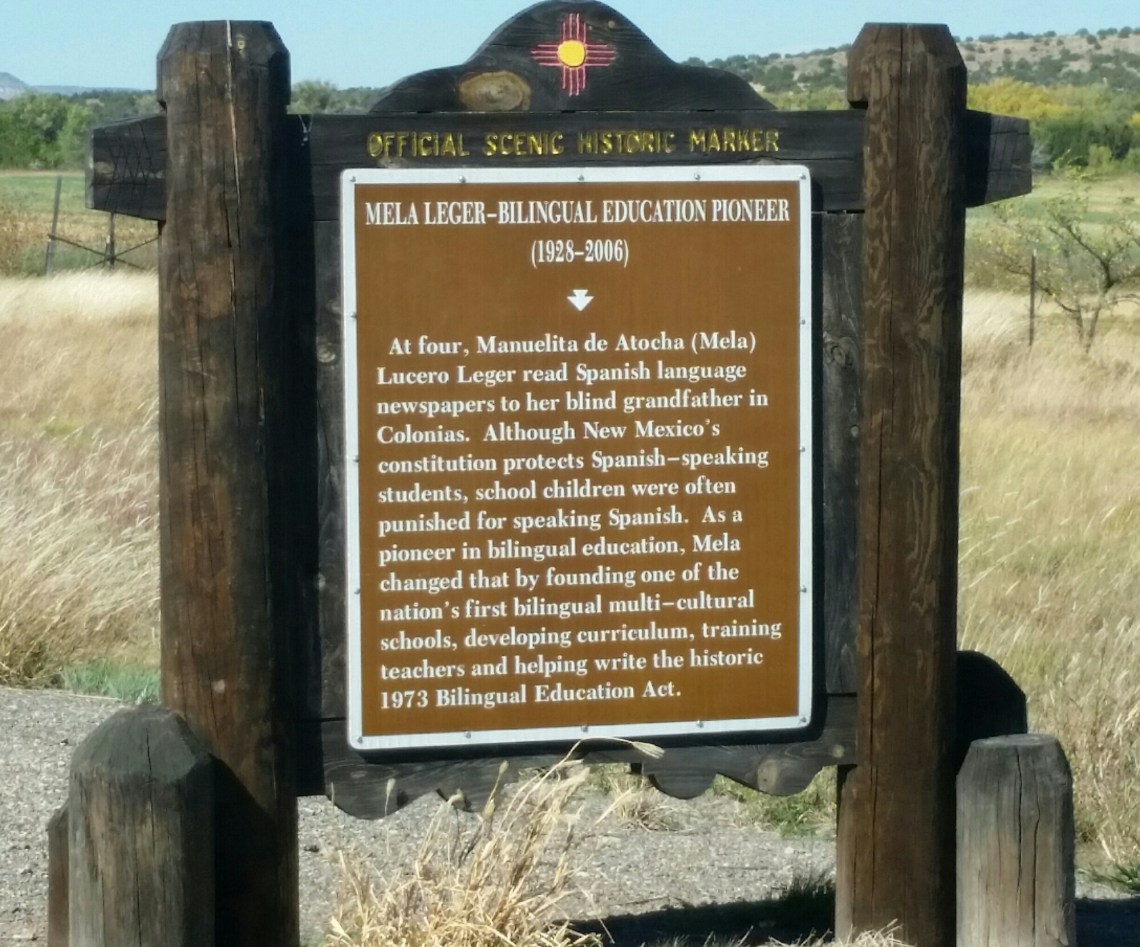 OFFICIAL SCENIC HISTORIC MARKER
MELA LEGER–BILINGUAL EDUCATION PIONEER
(1928–2006)
At four, Manuelita de Atocha (Mela)
Lucero Leger read Spanish language
newspapers to her blind grandfather in
Colonias. Although New Mexico's
constitution protects Spanish–speaking
students, school children were often
punished for speaking Spanish. As a
pioneer in bilingual education, Mela
changed that by founding one of the
nation's first bilingual multi–cultural
schools, developing curriculum, training
teachers and helping write the historic
1973 Bilingual Education Act.